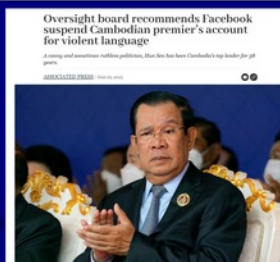 Oversight board recommends Facebook
suspend Cambodian premier's account
for violent language
A canny and sometimes ruthless politician, Hun Sen has been Cambodia's top leader for 38
years.
ASSOCIATED PRESS